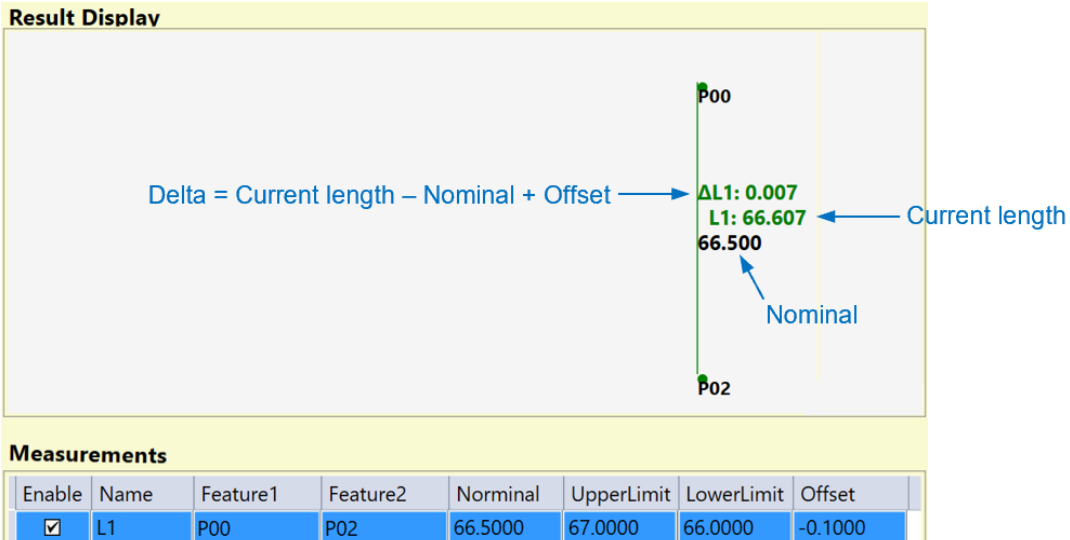 Result Display
P00
Delta = Current length – Nominal + Offset
ΔL1: 0.007
L1: 66.607
Current length
66.500
Nominal
P02
Measurements
Enable Name Feature1 Feature2 Norminal UpperLimit LowerLimit Offset
L1 P00 P02 66.5000 67.0000 66.0000 -0.1000